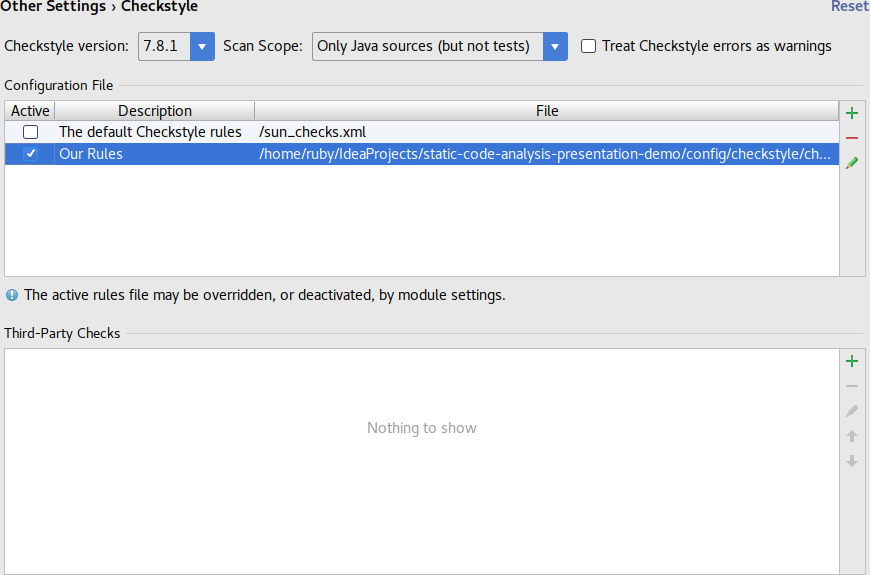 Other Settings › Checkstyle Reset
Checkstyle version: 7.8.1 Scan Scope: Only Java sources (but not tests) Treat Checkstyle errors as warnings
Configuration File
Active Description File
The default Checkstyle rules /sun_checks.xml
Our Rules /home/ruby/IdeaProjects/static-code-analysis-presentation-demo/config/checkstyle/ch...
The active rules file may be overridden, or deactivated, by module settings.
Third-Party Checks
Nothing to show